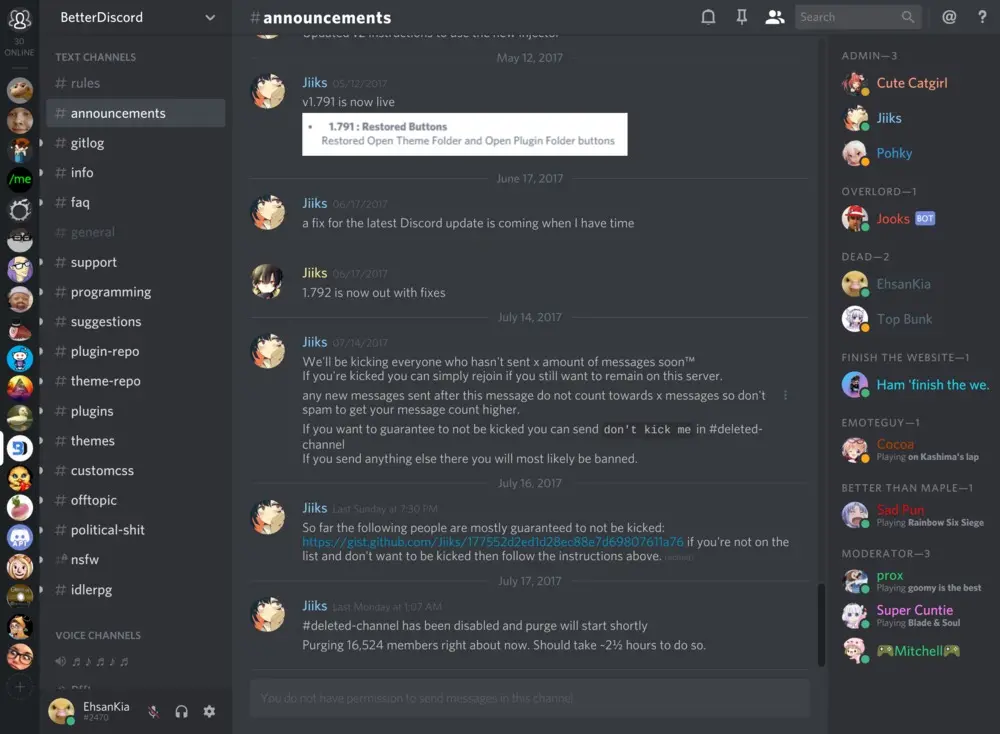 BetterDiscord
#announcements
Search
@
?
30
ONLINE
/me
TEXT CHANNELS
# rules
# announcements
# gitlog
# info
# faq
# general
# support
# programming
# suggestions
# plugin-repo
# theme-repo
# plugins
# themes
# customcss
# offtopic
# political-shit
# nsfw
# idlerpg
VOICE CHANNELS
♫ ♪ ♫ ♪ ♫
EhsanKia
#2470
Updated v2 instructions to use the new injector
May 12, 2017
Jiiks 05/12/2017
v1.791 is now live
• 1.791 : Restored Buttons
Restored Open Theme Folder and Open Plugin Folder buttons
June 17, 2017
Jiiks 06/17/2017
a fix for the latest Discord update is coming when I have time
Jiiks 06/17/2017
1.792 is now out with fixes
July 14, 2017
Jiiks 07/14/2017
We'll be kicking everyone who hasn't sent x amount of messages soon™
If you're kicked you can simply rejoin if you still want to remain on this server.
any new messages sent after this message do not count towards x messages so don't
spam to get your message count higher.
If you want to guarantee to not be kicked you can send don't kick me in #deleted-
channel
If you send anything else there you will most likely be banned.
July 16, 2017
Jiiks Last Sunday at 7:30 PM
So far the following people are mostly guaranteed to not be kicked:
https://gist.github.com/Jiiks/177552d2ed1d28ec88e7d69807611a76 if you're not on the
list and don't want to be kicked then follow the instructions above. (edited)
July 17, 2017
Jiiks Last Monday at 1:07 AM
#deleted-channel has been disabled and purge will start shortly
Purging 16,524 members right about now. Should take ~2½ hours to do so.
You do not have permission to send messages in this channel.
ADMIN—3
Cute Catgirl
Jiiks
Pohky
OVERLORD—1
Jooks BOT
DEAD—2
EhsanKia
Top Bunk
FINISH THE WEBSITE—1
Ham 'finish the we.
EMOTEGUY—1
Cocoa
Playing on Kashima's lap
BETTER THAN MAPLE—1
Sad Pun
Playing Rainbow Six Siege
MODERATOR—3
prox
Playing goomy is the best
Super Cuntie
Playing Blade & Soul
🎮Mitchell🎮